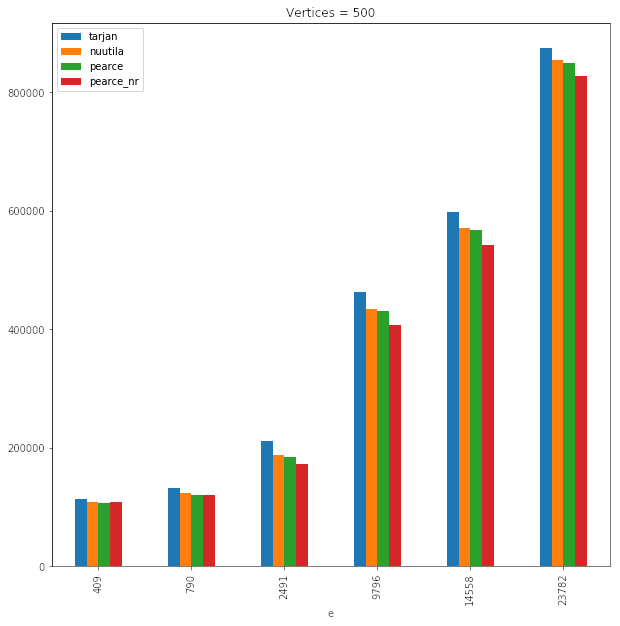 Vertices = 500
tarjan
nuutila
pearce
pearce_nr
800000
600000
400000
200000
0
409
790
2491
9796
14558
23782
e